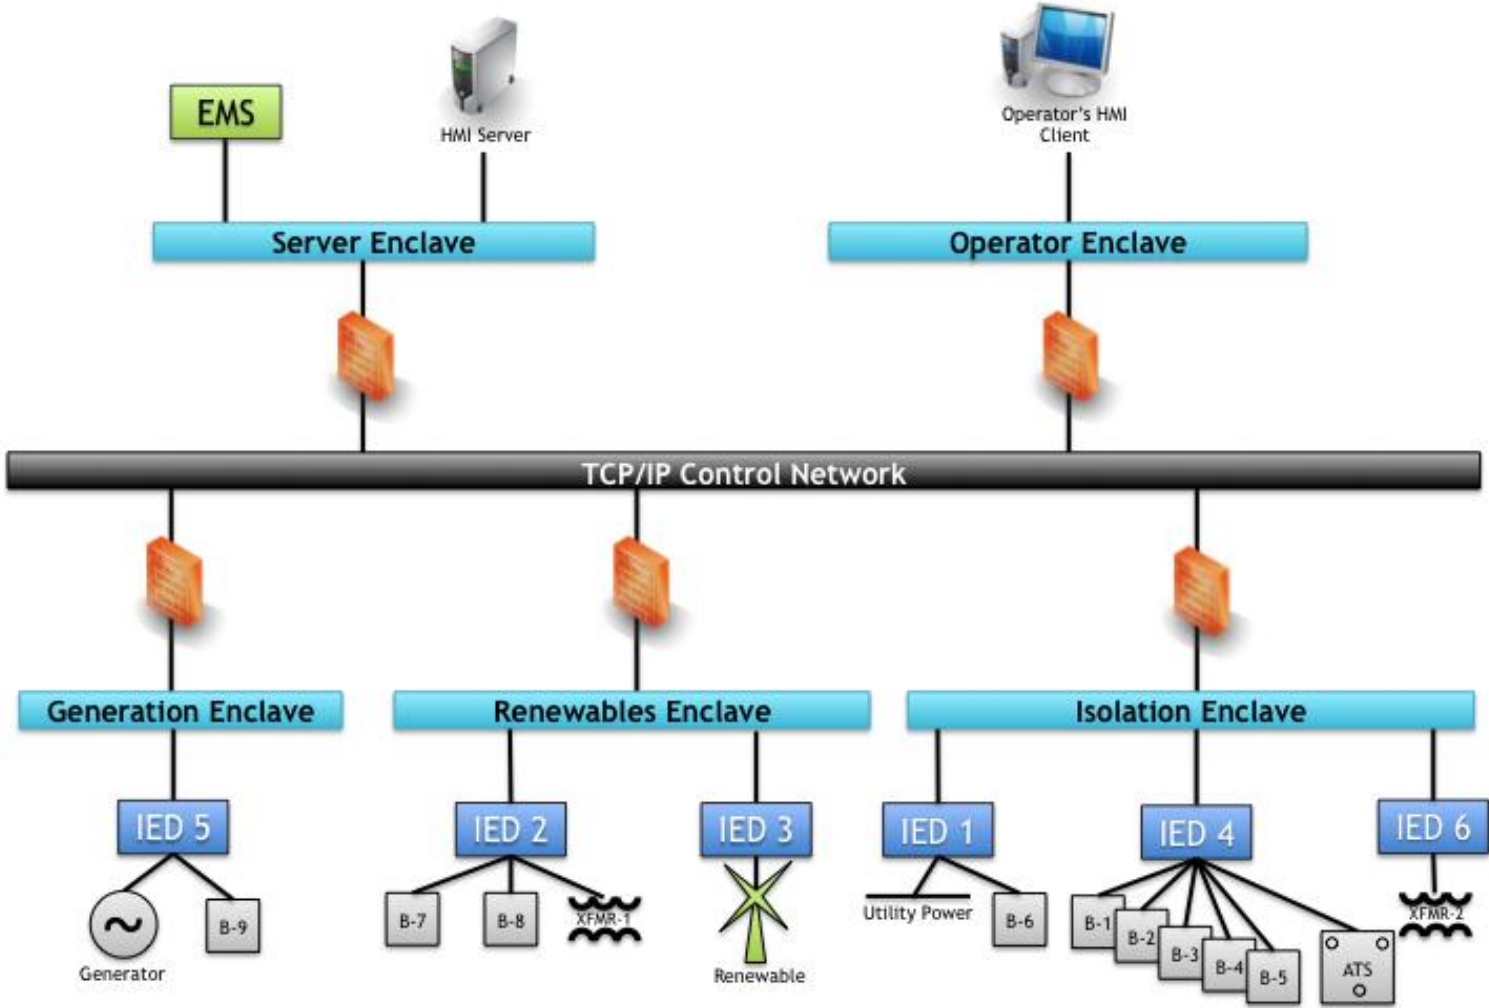 EMS
HMI Server
Operator's HMI
Client
Server Enclave
Operator Enclave
TCP/IP Control Network
Generation Enclave
Renewables Enclave
Isolation Enclave
IED 5
IED 2
IED 3
IED 1
IED 4
IED 6
Generator
B-9
B-7
B-8
XFMR-1
Renewable
Utility Power
B-6
B-1
B-2
B-3
B-4
B-5
ATS
XFMR-2